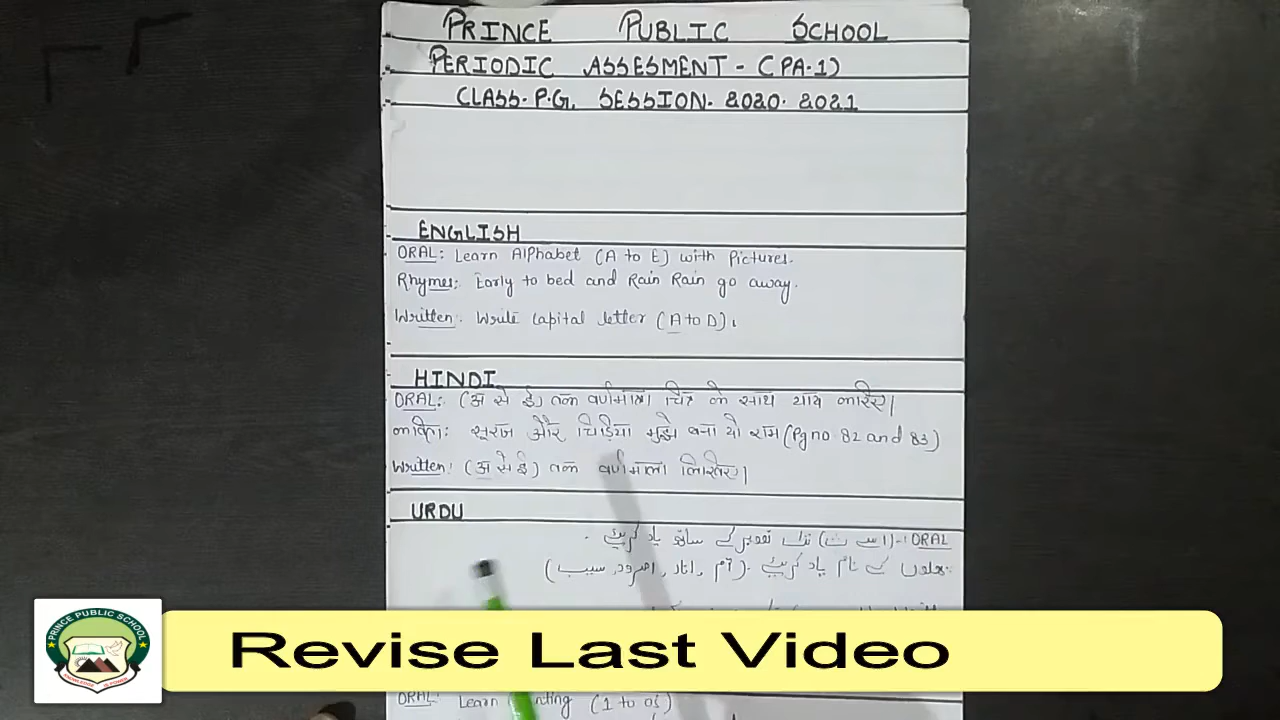 PRINCE PUBLIC SCHOOL
PERIODIC ASSESMENT - (PA-1)
CLASS. P.G. SESSION. 2020-2021
ENGLISH
ORAL: Learn Alphabet (A to E) with Pictures.
Rhymes: Early to bed and Rain Rain go away.
Written: Write Capital letter (A to D).
HINDI
ORAL: (अ से ई) तक वर्णमाला चित्र के साथ याद करिए।
कविता: सूरज और चिड़िया मुझे बना दो राम (Pg no 82 and 83)
Written: (अ से ई) तक वर्णमाला लिखिए।
URDU
ORAL :- (ا سے ث) تک تصویر کے ساتھ یاد کریئے -
پھلوں کے نام یاد کریئے - (آم, انار, امرود, سیب)
PRINCE PUBLIC SCHOOL
Revise Last Video
ORAL: Learn (1 to 05)